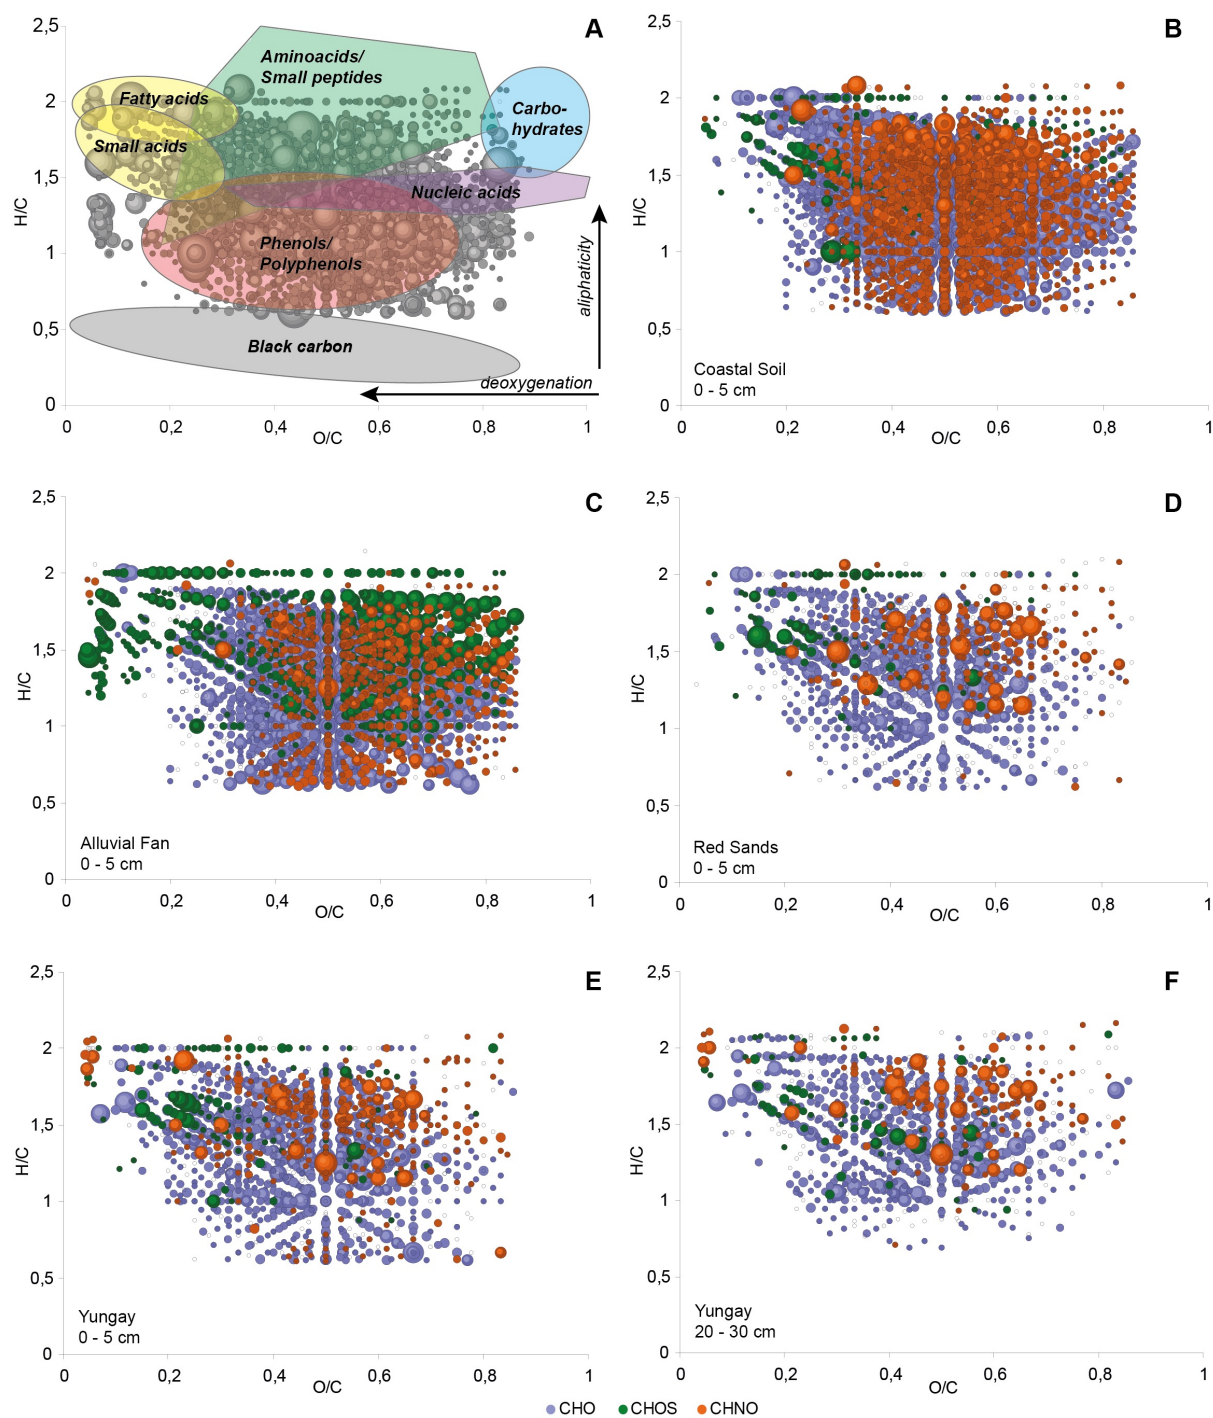 A
2,5
2
1,5
1
0,5
0
H/C
Aminoacids/
Small peptides
Fatty acids
Small acids
Carbo-
hydrates
Nucleic acids
Phenols/
Polyphenols
Black carbon
aliphaticity
deoxygenation
0
0,2
0,4
0,6
0,8
1
O/C
B
2,5
2
1,5
1
0,5
0
H/C
Coastal Soil
0 - 5 cm
0
0,2
0,4
0,6
0,8
1
O/C
C
2,5
2
1,5
1
0,5
0
H/C
Alluvial Fan
0 - 5 cm
0
0,2
0,4
0,6
0,8
1
O/C
D
2,5
2
1,5
1
0,5
0
H/C
Red Sands
0 - 5 cm
0
0,2
0,4
0,6
0,8
1
O/C
E
2,5
2
1,5
1
0,5
0
H/C
Yungay
0 - 5 cm
0
0,2
0,4
0,6
0,8
1
O/C
F
2,5
2
1,5
1
0,5
0
H/C
Yungay
20 - 30 cm
0
0,2
0,4
0,6
0,8
1
O/C
CHO CHOS CHNO